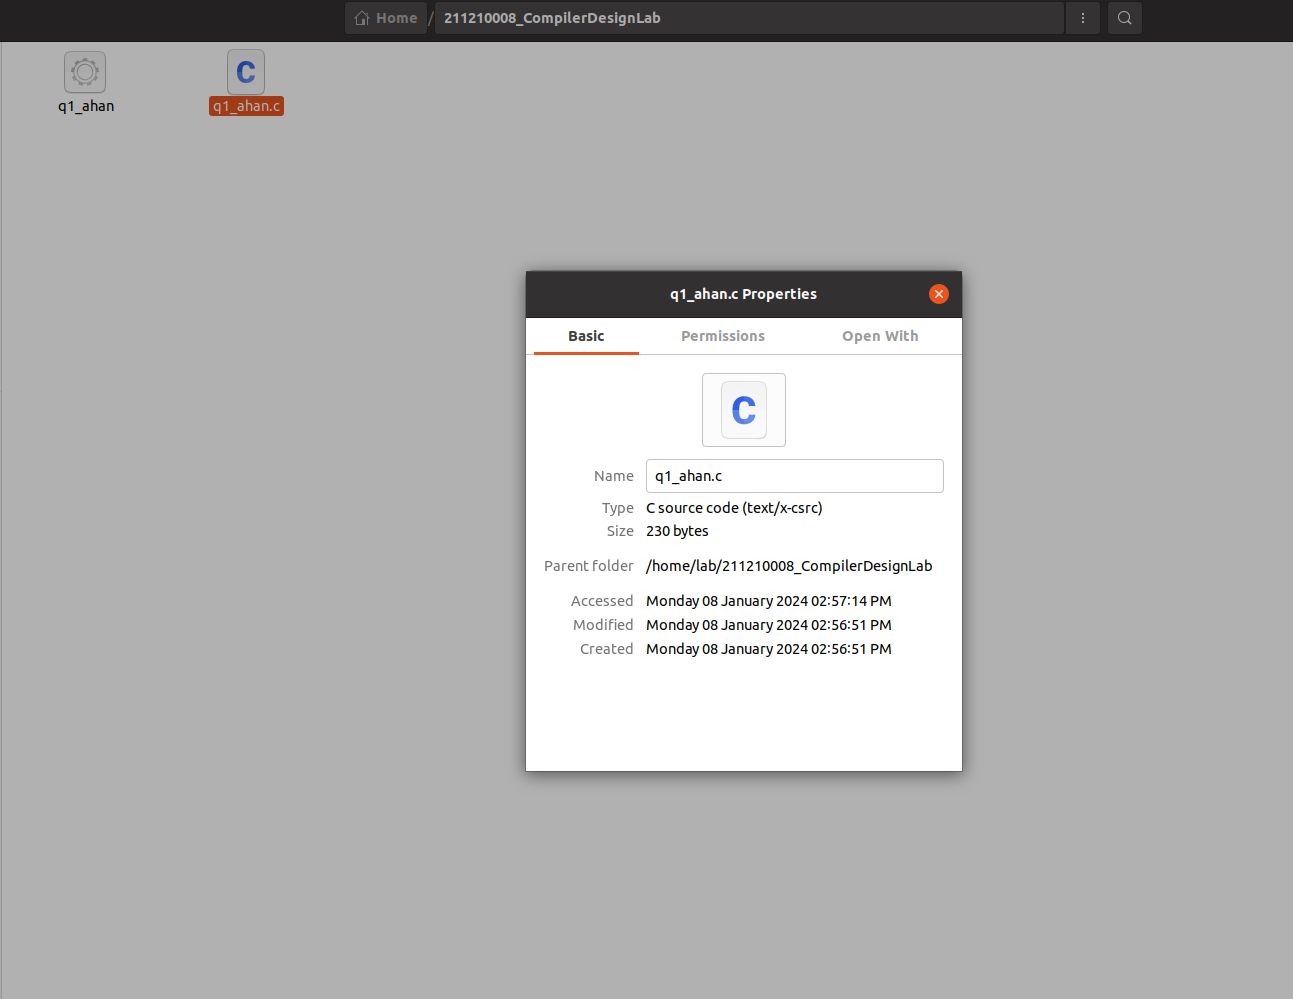 Home / 211210008_CompilerDesignLab
q1_ahan
C
q1_ahan.c
q1_ahan.c Properties
Basic Permissions Open With
C
Name q1_ahan.c
Type C source code (text/x-csrc)
Size 230 bytes
Parent folder /home/lab/211210008_CompilerDesignLab
Accessed Monday 08 January 2024 02:57:14 PM
Modified Monday 08 January 2024 02:56:51 PM
Created Monday 08 January 2024 02:56:51 PM